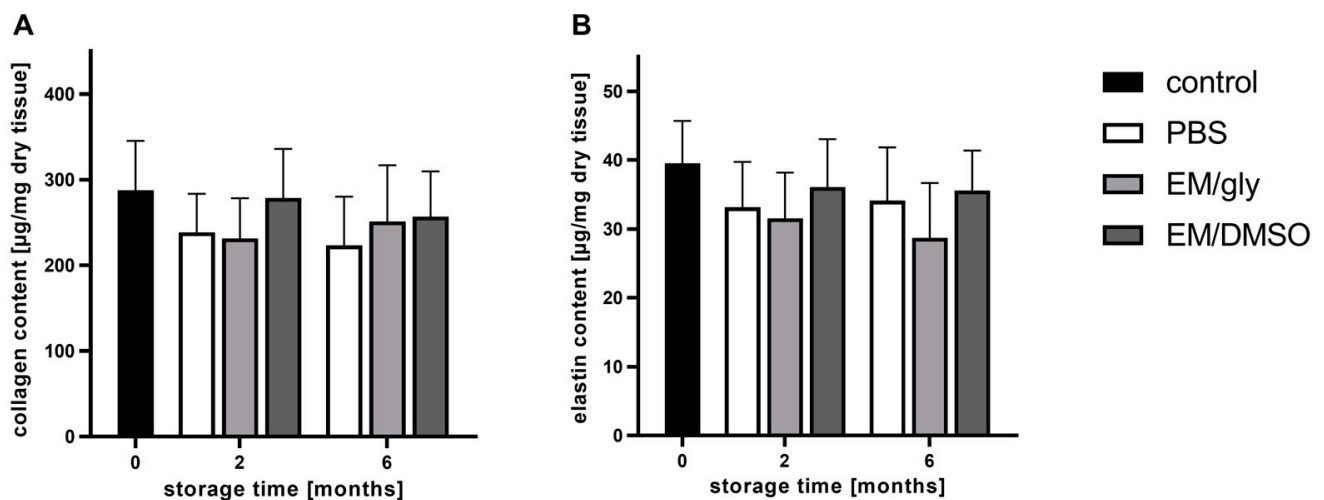 A
collagen content [µg/mg dry tissue]
400
300
200
100
0
0 2 6
storage time [months]
B
elastin content [µg/mg dry tissue]
50
40
30
20
10
0
0 2 6
storage time [months]
control
PBS
EM/gly
EM/DMSO